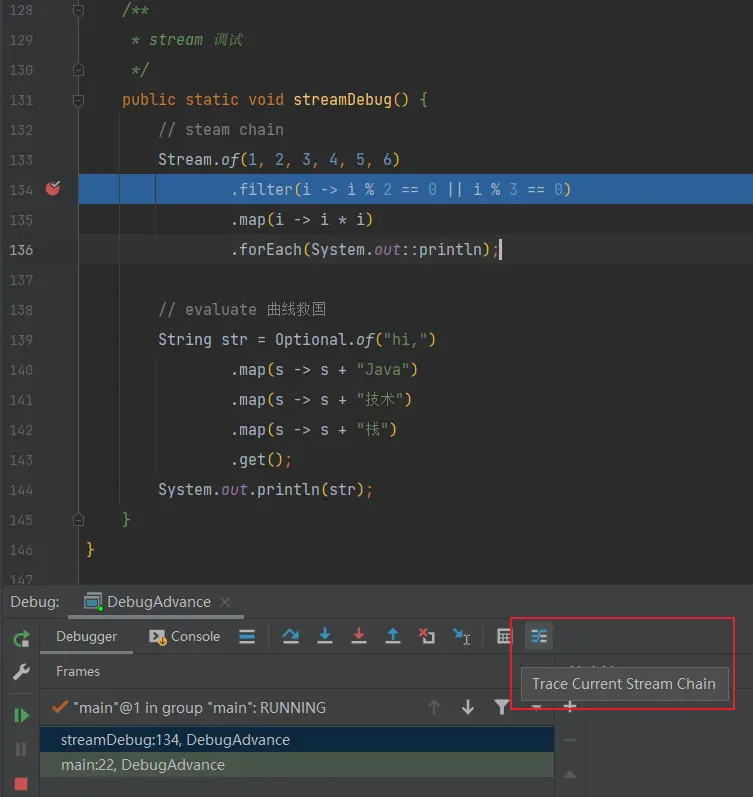 128 /**
129 * stream 调试
130 */
131 public static void streamDebug() {
132 // steam chain
133 Stream.of(1, 2, 3, 4, 5, 6)
134 .filter(i -> i % 2 == 0 || i % 3 == 0)
135 .map(i -> i * i)
136 .forEach(System.out::println);
137
138 // evaluate 曲线救国
139 String str = Optional.of("hi,")
140 .map(s -> s + "Java")
141 .map(s -> s + "技术")
142 .map(s -> s + "栈")
143 .get();
144 System.out.println(str);
145 }
146 }
147
Debug: DebugAdvance
Debugger Console
Frames
Trace Current Stream Chain
"main"@1 in group "main": RUNNING
streamDebug:134, DebugAdvance
main:22, DebugAdvance